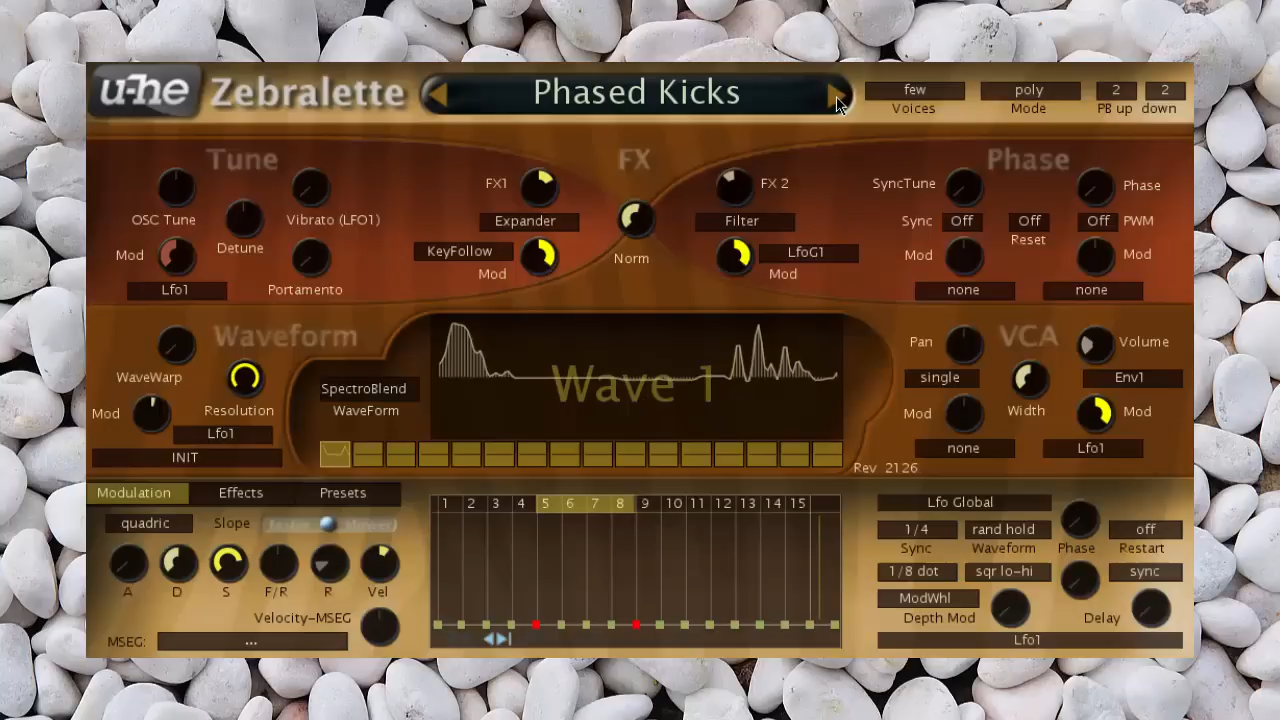 u-he Zebralette Phased Kicks few poly 2 2
Voices Mode PB up down
Tune FX Phase
FX1 FX 2 SyncTune Phase
OSC Tune Vibrato (LFO1) Expander Filter Sync Off Off Off PWM
Detune Reset
Mod KeyFollow Norm LfoG1 Mod Mod
Mod Mod
Lfo1 Portamento none none
Waveform Pan VCA Volume
WaveWarp SpectroBlend Wave 1 single Env1
Mod Resolution WaveForm Mod Width Mod
Lfo1 none Lfo1
INIT Rev 2126
Modulation Effects Presets
1 2 3 4 5 6 7 8 9 10 11 12 13 14 15
Lfo Global
quadric Slope 1/4 rand hold off
Sync Waveform Phase Restart
1/8 dot sqr lo-hi sync
A D S F/R R Vel
ModWhl
Velocity-MSEG Depth Mod Delay
MSEG: ... Lfo1